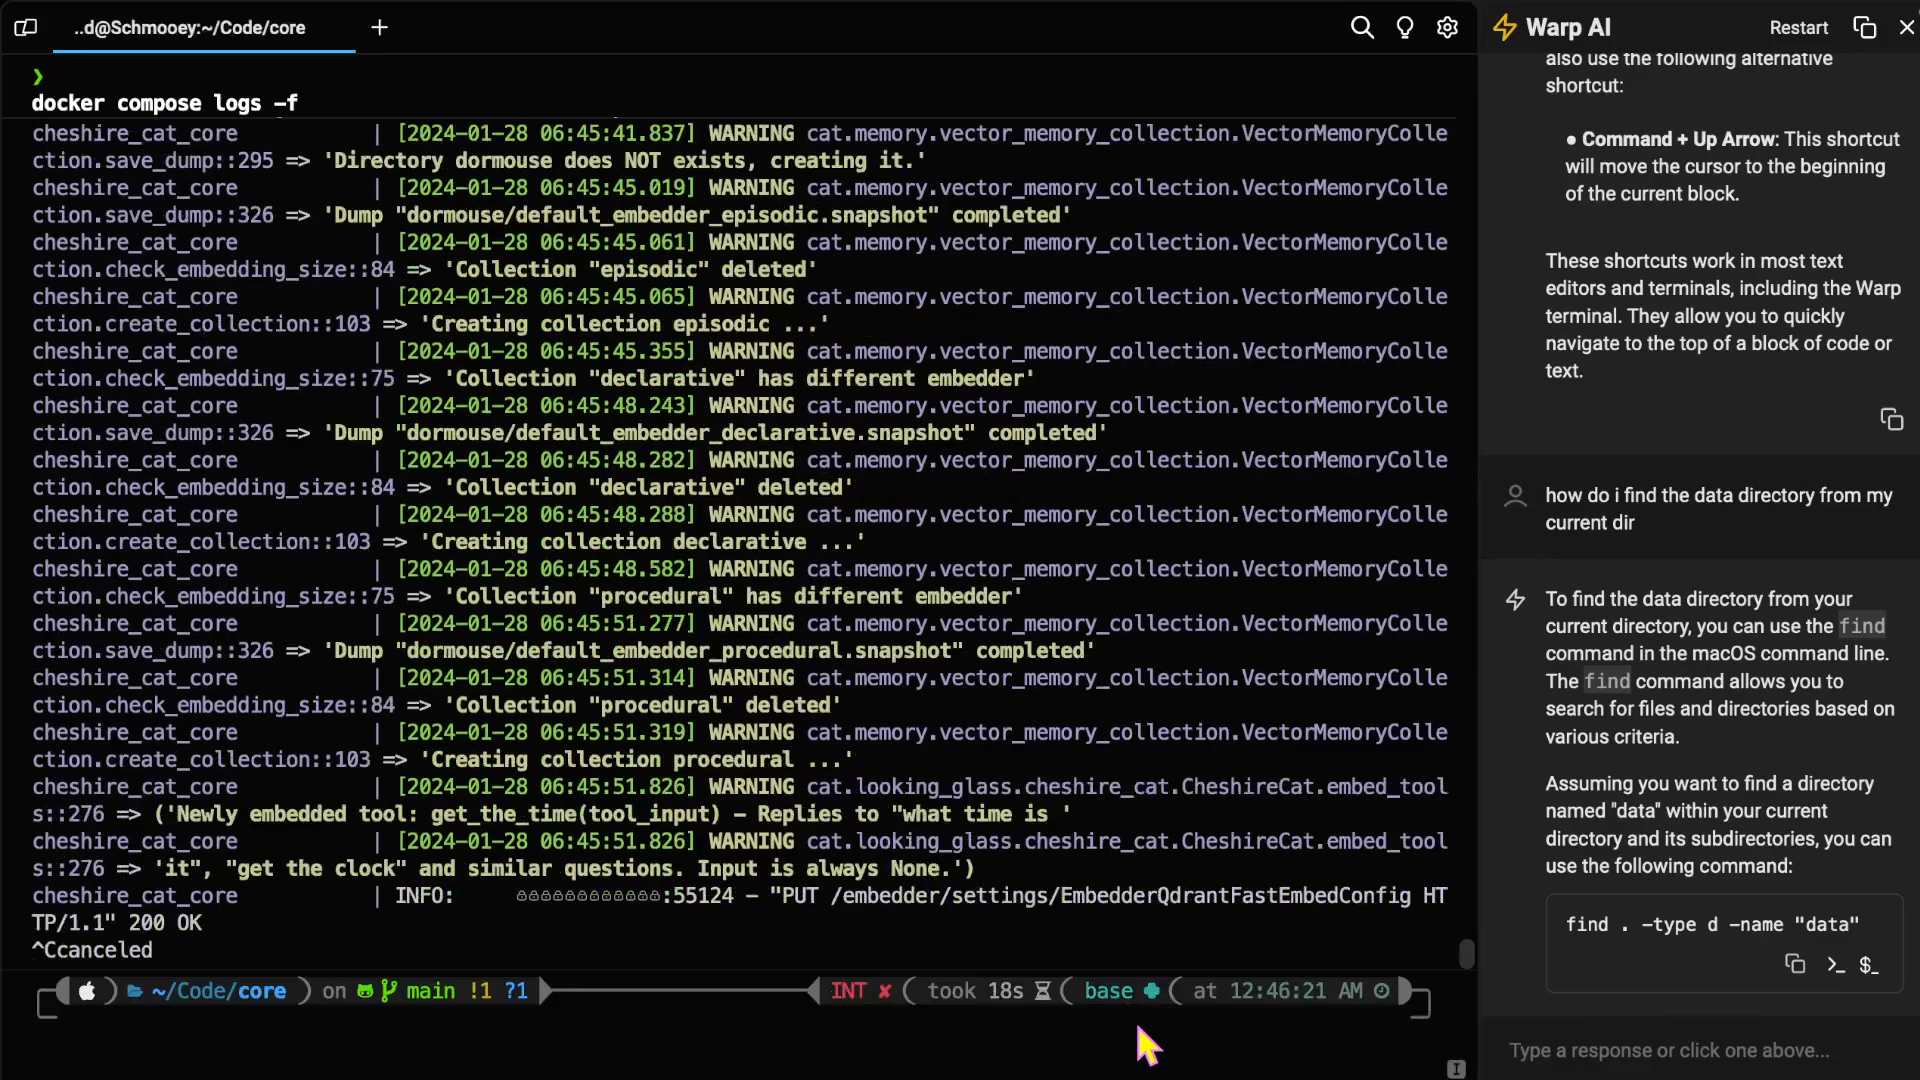 ..d@Schmooey:~/Code/core
❯
docker compose logs -f
cheshire_cat_core | [2024-01-28 06:45:41.837] WARNING cat.memory.vector_memory_collection.VectorMemoryColle
ction.save_dump::295 => 'Directory dormouse does NOT exists, creating it.'
cheshire_cat_core | [2024-01-28 06:45:45.019] WARNING cat.memory.vector_memory_collection.VectorMemoryColle
ction.save_dump::326 => 'Dump "dormouse/default_embedder_episodic.snapshot" completed'
cheshire_cat_core | [2024-01-28 06:45:45.061] WARNING cat.memory.vector_memory_collection.VectorMemoryColle
ction.check_embedding_size::84 => 'Collection "episodic" deleted'
cheshire_cat_core | [2024-01-28 06:45:45.065] WARNING cat.memory.vector_memory_collection.VectorMemoryColle
ction.create_collection::103 => 'Creating collection episodic ...'
cheshire_cat_core | [2024-01-28 06:45:45.355] WARNING cat.memory.vector_memory_collection.VectorMemoryColle
ction.check_embedding_size::75 => 'Collection "declarative" has different embedder'
cheshire_cat_core | [2024-01-28 06:45:48.243] WARNING cat.memory.vector_memory_collection.VectorMemoryColle
ction.save_dump::326 => 'Dump "dormouse/default_embedder_declarative.snapshot" completed'
cheshire_cat_core | [2024-01-28 06:45:48.282] WARNING cat.memory.vector_memory_collection.VectorMemoryColle
ction.check_embedding_size::84 => 'Collection "declarative" deleted'
cheshire_cat_core | [2024-01-28 06:45:48.288] WARNING cat.memory.vector_memory_collection.VectorMemoryColle
ction.create_collection::103 => 'Creating collection declarative ...'
cheshire_cat_core | [2024-01-28 06:45:48.582] WARNING cat.memory.vector_memory_collection.VectorMemoryColle
ction.check_embedding_size::75 => 'Collection "procedural" has different embedder'
cheshire_cat_core | [2024-01-28 06:45:51.277] WARNING cat.memory.vector_memory_collection.VectorMemoryColle
ction.save_dump::326 => 'Dump "dormouse/default_embedder_procedural.snapshot" completed'
cheshire_cat_core | [2024-01-28 06:45:51.314] WARNING cat.memory.vector_memory_collection.VectorMemoryColle
ction.check_embedding_size::84 => 'Collection "procedural" deleted'
cheshire_cat_core | [2024-01-28 06:45:51.319] WARNING cat.memory.vector_memory_collection.VectorMemoryColle
ction.create_collection::103 => 'Creating collection procedural ...'
cheshire_cat_core | [2024-01-28 06:45:51.826] WARNING cat.looking_glass.cheshire_cat.CheshireCat.embed_tool
s::276 => ('Newly embedded tool: get_the_time(tool_input) - Replies to "what time is '
cheshire_cat_core | [2024-01-28 06:45:51.826] WARNING cat.looking_glass.cheshire_cat.CheshireCat.embed_tool
s::276 => 'it", "get the clock" and similar questions. Input is always None.')
cheshire_cat_core | INFO: :55124 - "PUT /embedder/settings/EmbedderQdrantFastEmbedConfig HT
TP/1.1" 200 OK
^Ccanceled
~/Code/core on main !1 ?1 INT ✘ took 18s base at 12:46:21 AM
Warp AI Restart
also use the following alternative
shortcut:
● Command + Up Arrow: This shortcut
will move the cursor to the beginning
of the current block.
These shortcuts work in most text
editors and terminals, including the Warp
terminal. They allow you to quickly
navigate to the top of a block of code or
text.
how do i find the data directory from my
current dir
To find the data directory from your
current directory, you can use the find
command in the macOS command line.
The find command allows you to
search for files and directories based on
various criteria.
Assuming you want to find a directory
named "data" within your current
directory and its subdirectories, you can
use the following command:
find . -type d -name "data"
>_ $_
Type a response or click one above...